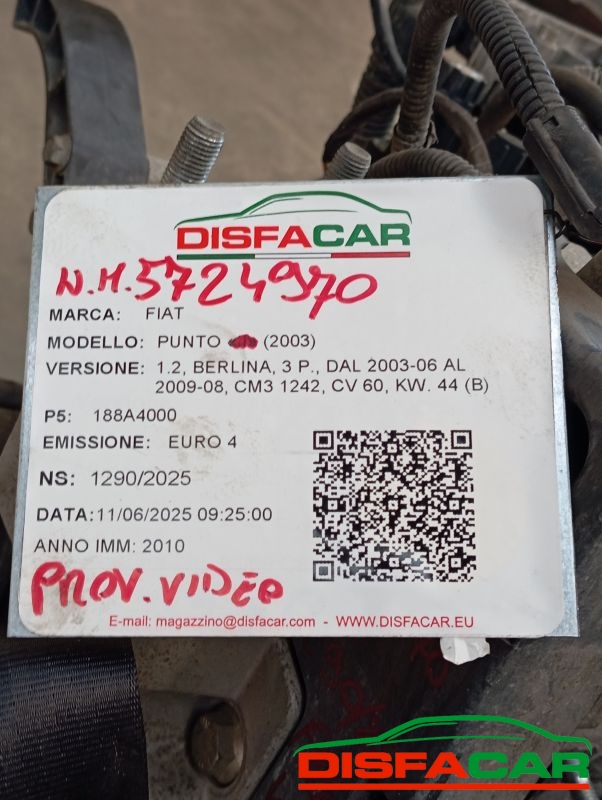 DISFACAR
N.M.5724970
MARCA: FIAT
MODELLO: PUNTO (2003)
VERSIONE: 1.2, BERLINA, 3 P., DAL 2003-06 AL
2009-08, CM3 1242, CV 60, KW. 44 (B)
P5: 188A4000
EMISSIONE: EURO 4
NS: 1290/2025
DATA:11/06/2025 09:25:00
ANNO IMM: 2010
PROV. VIDEO
E-mail: magazzino@disfacar.com - WWW.DISFACAR.EU
DISFACAR